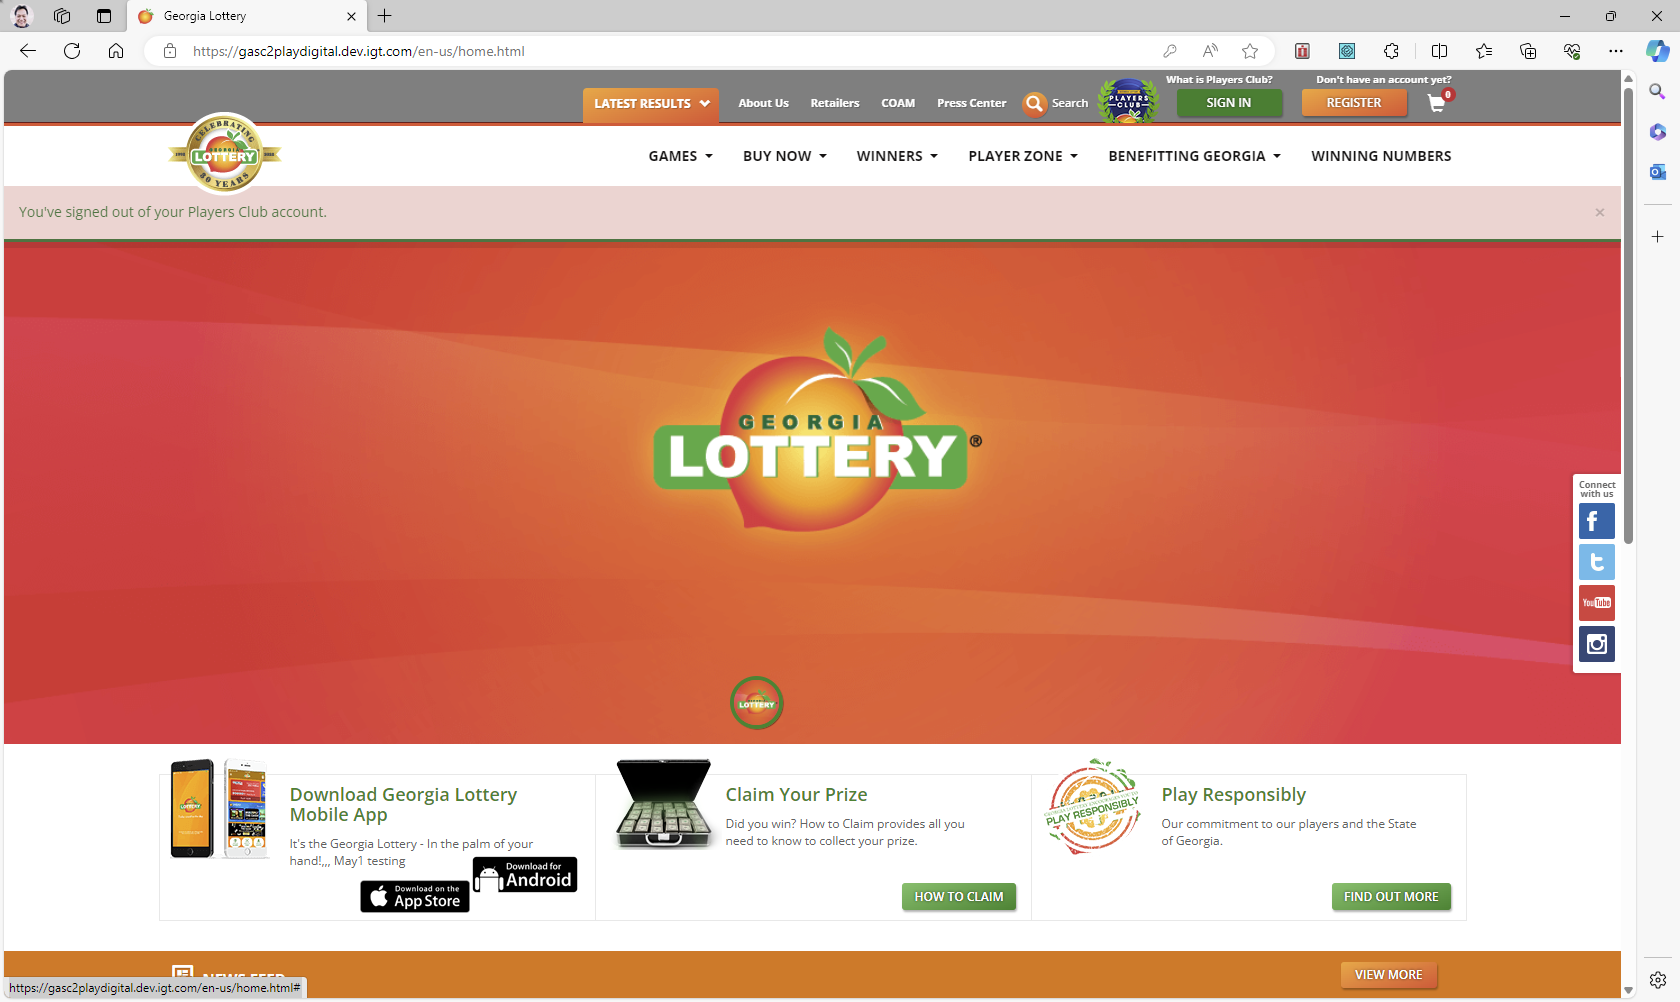 Georgia Lottery
https://gasc2playdigital.dev.igt.com/en-us/home.html
What is Players Club?
Don't have an account yet?
LATEST RESULTS
About Us
Retailers
COAM
Press Center
Search
PLAYERS
CLUB
SIGN IN
REGISTER
0
CELEBRATING
GEORGIA
LOTTERY
30 YEARS
GAMES
BUY NOW
WINNERS
PLAYER ZONE
BENEFITTING GEORGIA
WINNING NUMBERS
You've signed out of your Players Club account.
×
GEORGIA
LOTTERY®
Connect
with us
YouTube
LOTTERY
Download Georgia Lottery
Mobile App
It's the Georgia Lottery - In the palm of your
hand!,,, May1 testing
Download for
Android
Download on the
App Store
Claim Your Prize
Did you win? How to Claim provides all you
need to know to collect your prize.
HOW TO CLAIM
PLAY RESPONSIBLY
Play Responsibly
Our commitment to our players and the State
of Georgia.
FIND OUT MORE
NEWS FEED
VIEW MORE
https://gasc2playdigital.dev.igt.com/en-us/home.html#